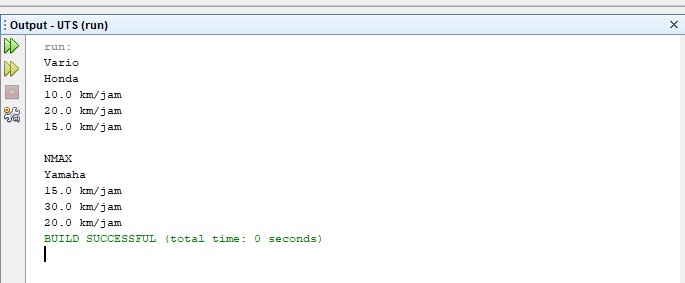 Output - UTS (run)
run:
Vario
Honda
10.0 km/jam
20.0 km/jam
15.0 km/jam
NMAX
Yamaha
15.0 km/jam
30.0 km/jam
20.0 km/jam
BUILD SUCCESSFUL (total time: 0 seconds)